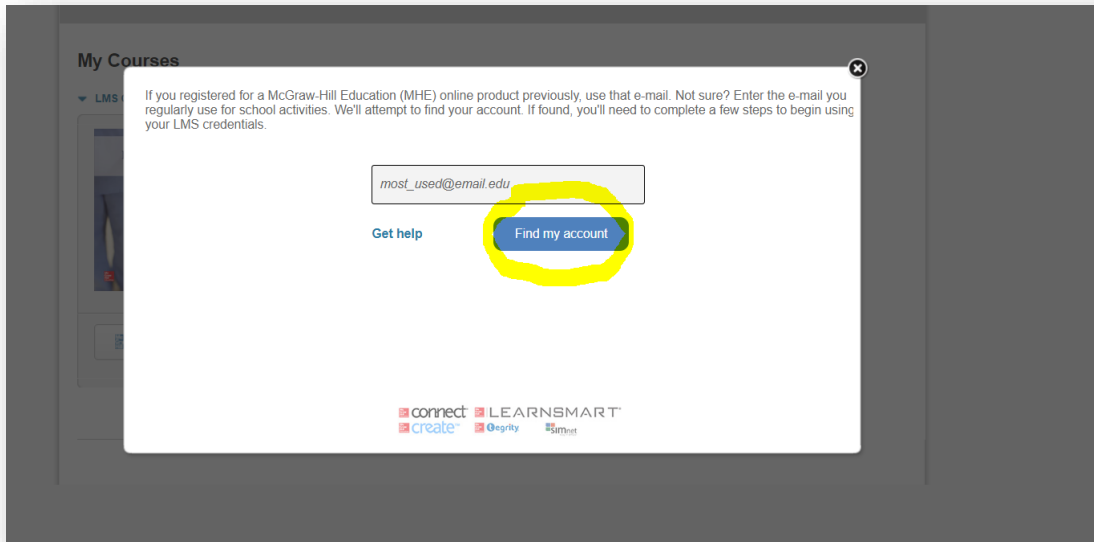 My Courses
LMS
If you registered for a McGraw-Hill Education (MHE) online product previously, use that e-mail. Not sure? Enter the e-mail you
regularly use for school activities. We'll attempt to find your account. If found, you'll need to complete a few steps to begin using
your LMS credentials.
most_used@email.edu
Get help
Find my account
connect LEARNSMART
create tegrity simnet